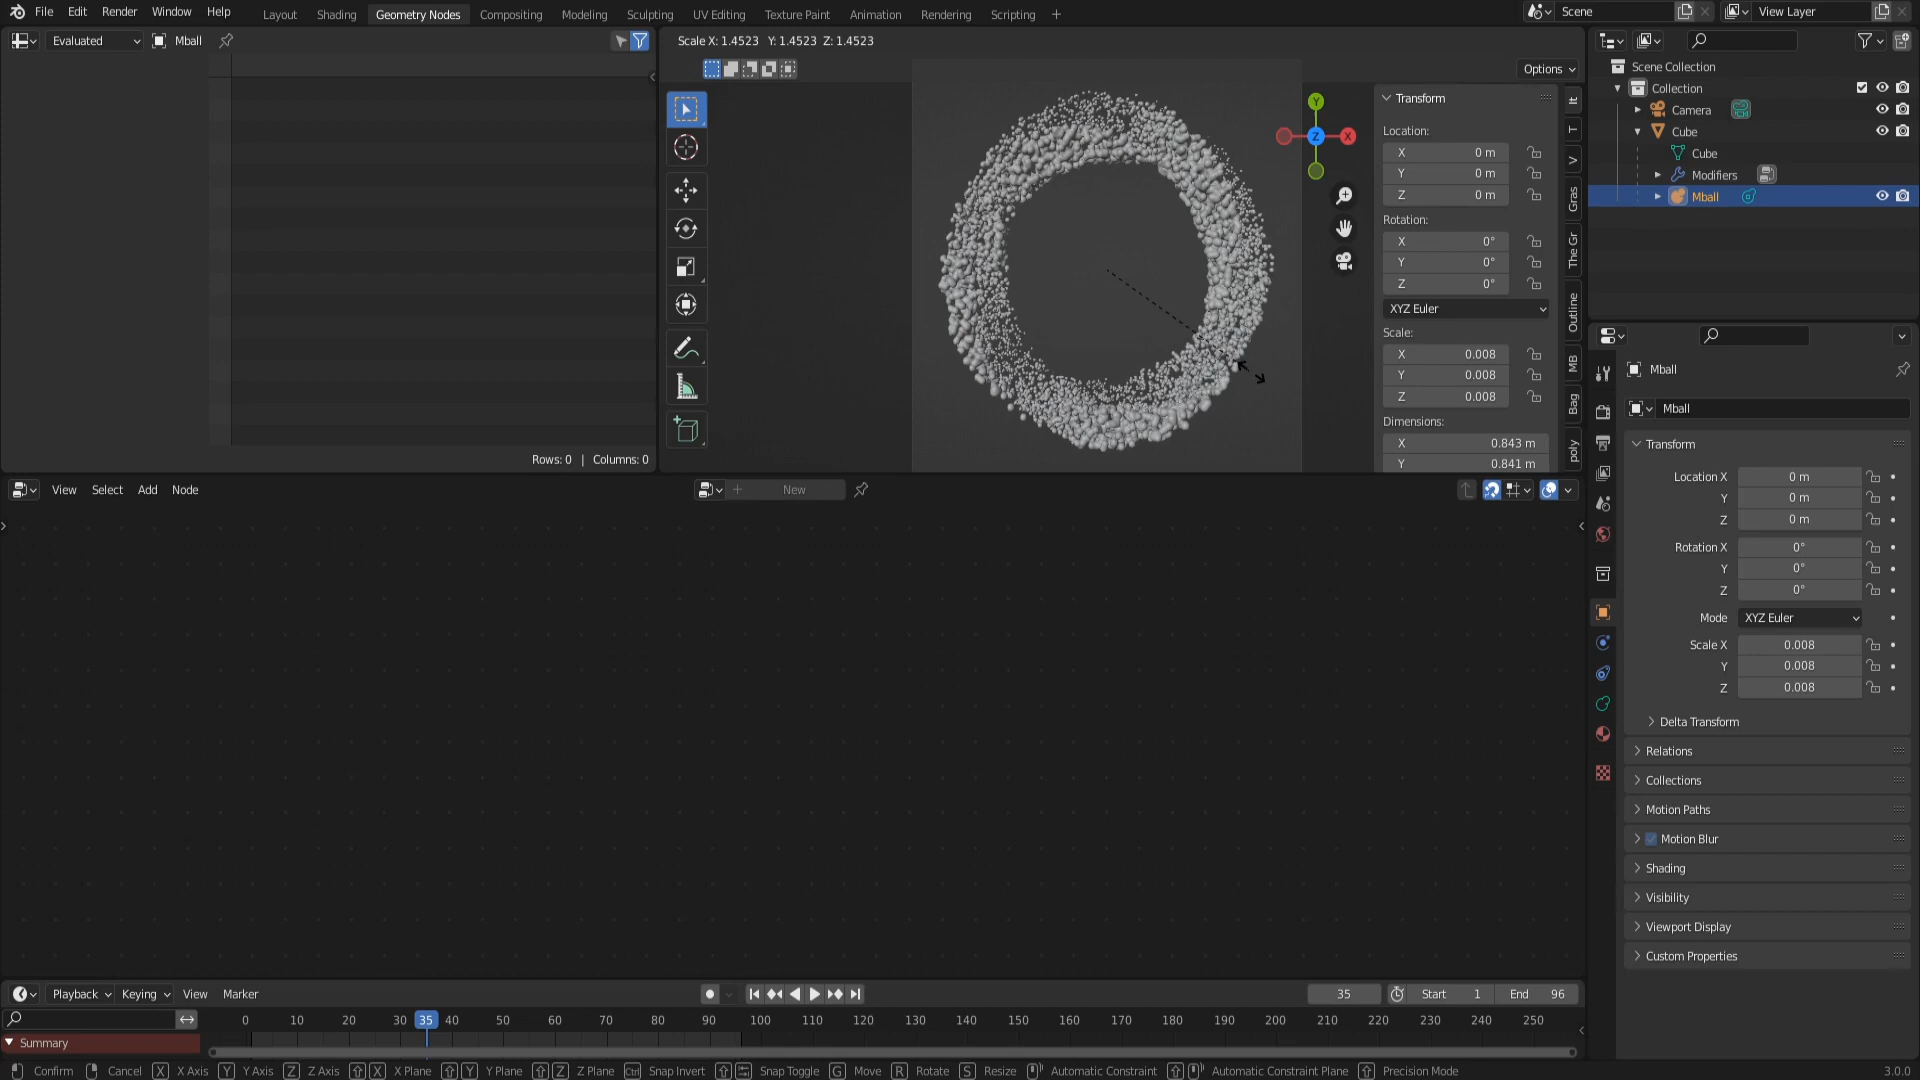 File Edit Render Window Help
Layout Shading Geometry Nodes Compositing Modeling Sculpting UV Editing Texture Paint Animation Rendering Scripting +
Scene
View Layer
Evaluated
Mball
Rows: 0 | Columns: 0
Scale X: 1.4523 Y: 1.4523 Z: 1.4523
Options
Y
Z
X
Transform
Location:
X 0 m
Y 0 m
Z 0 m
Rotation:
X 0°
Y 0°
Z 0°
XYZ Euler
Scale:
X 0.008
Y 0.008
Z 0.008
Dimensions:
X 0.843 m
Y 0.841 m
It
T
V
Gras
The Gr
Outline
MB
Bag
poly
Scene Collection
Collection
Camera
Cube
Cube
Modifiers
Mball
Mball
Mball
Transform
Location X 0 m
Y 0 m
Z 0 m
Rotation X 0°
Y 0°
Z 0°
Mode XYZ Euler
Scale X 0.008
Y 0.008
Z 0.008
Delta Transform
Relations
Collections
Motion Paths
Motion Blur
Shading
Visibility
Viewport Display
Custom Properties
View Select Add Node
+ New
Playback Keying View Marker
35
Start 1
End 96
0 10 20 30 35 40 50 60 70 80 90 100 110 120 130 140 150 160 170 180 190 200 210 220 230 240 250
Summary
Confirm Cancel X X Axis Y Y Axis Z Z Axis X X Plane Y Y Plane Z Z Plane Ctrl Snap Invert Snap Toggle G Move R Rotate S Resize Automatic Constraint Automatic Constraint Plane Precision Mode
3.0.0